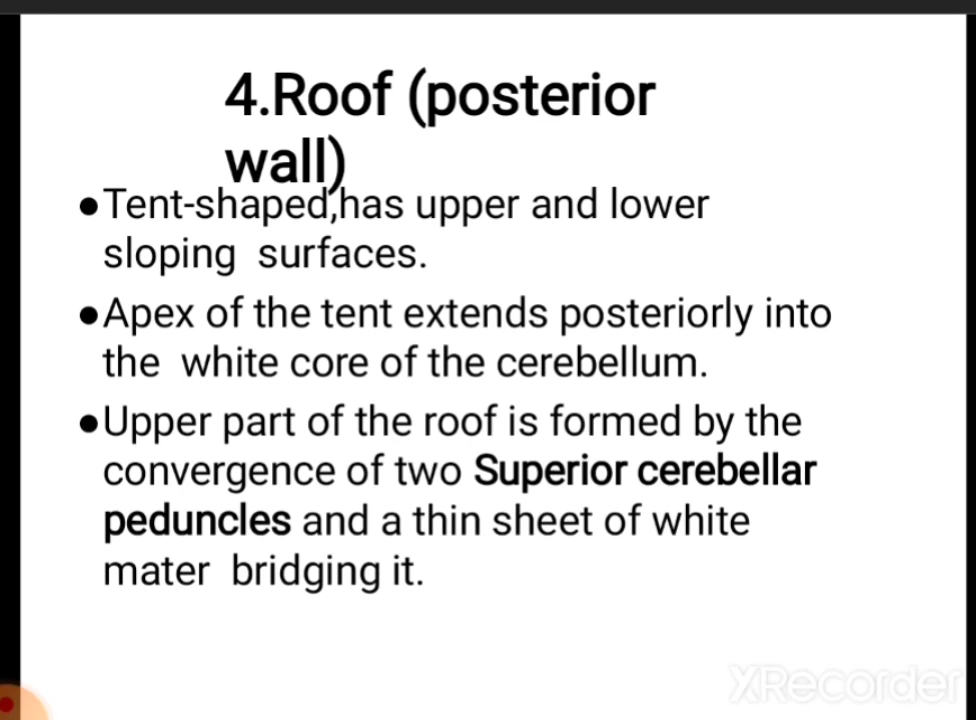 4.Roof (posterior
wall)
●Tent-shaped,has upper and lower
sloping surfaces.
●Apex of the tent extends posteriorly into
the white core of the cerebellum.
●Upper part of the roof is formed by the
convergence of two Superior cerebellar
peduncles and a thin sheet of white
mater bridging it.
XRecorder